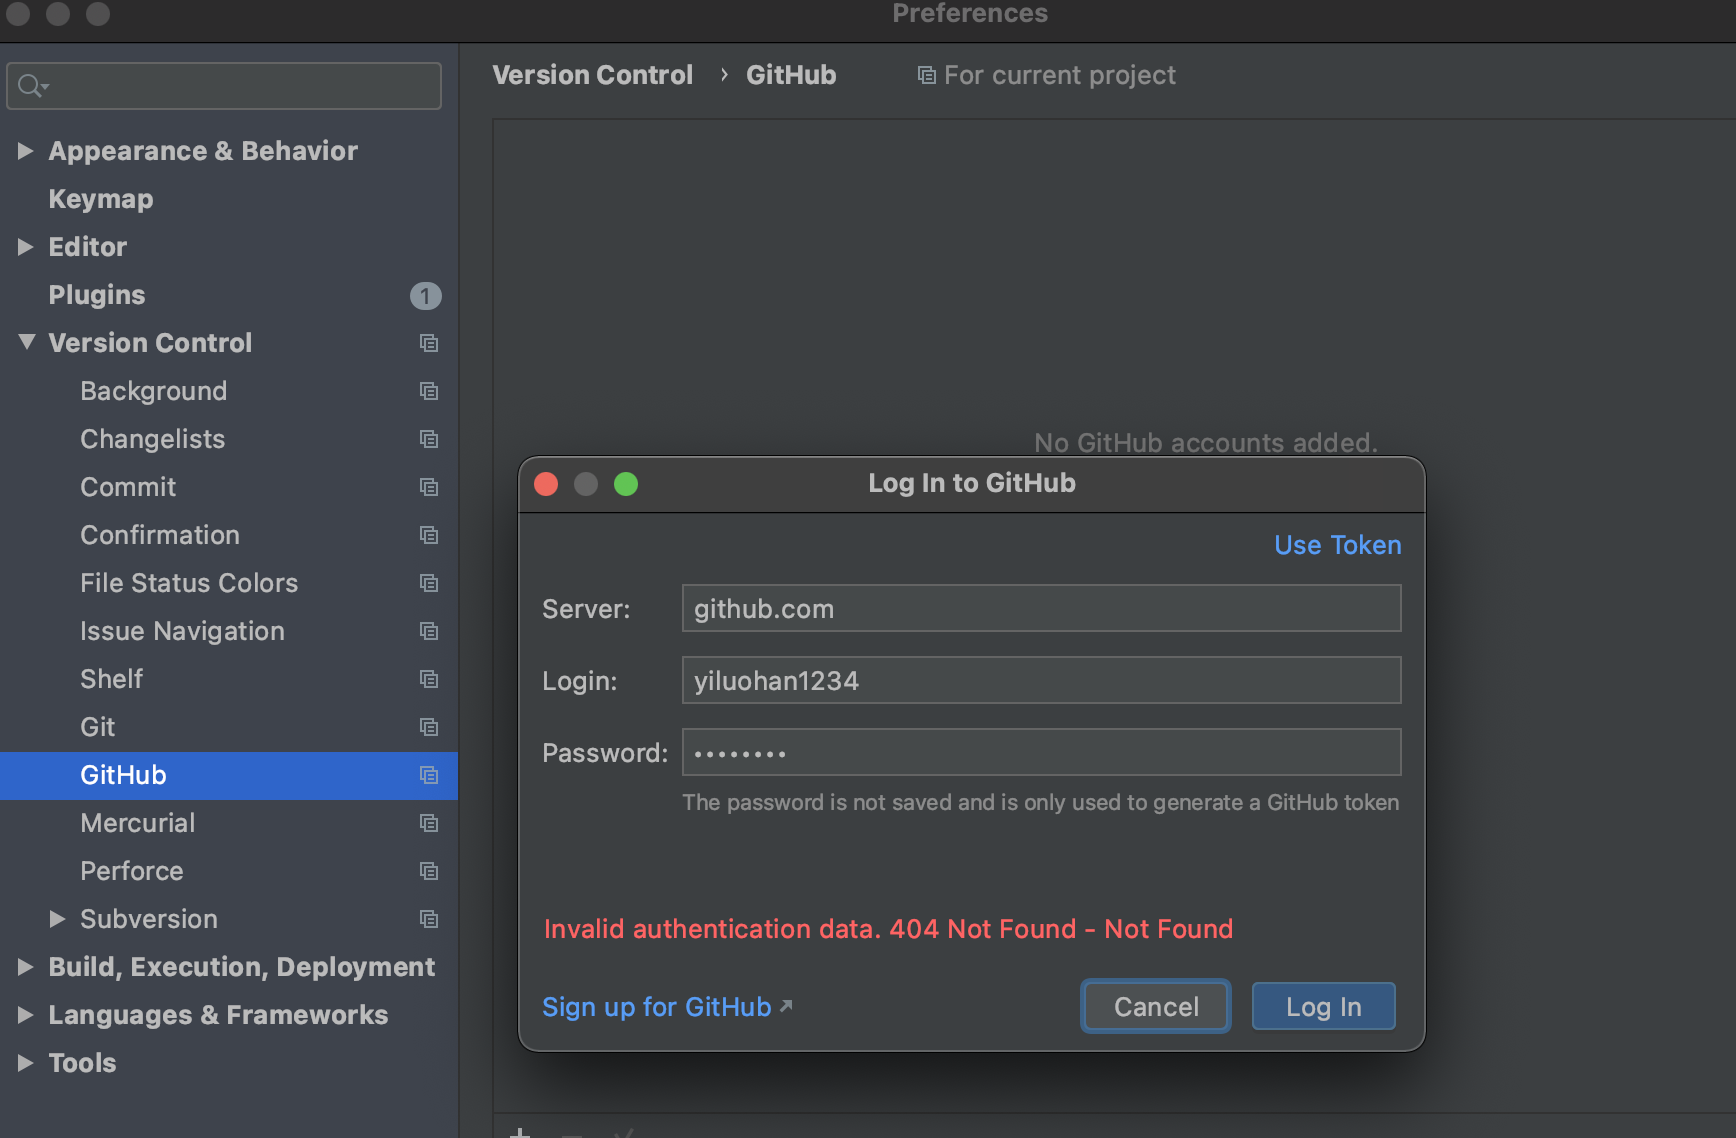 Preferences
Version Control › GitHub
For current project
Appearance & Behavior
Keymap
Editor
Plugins
1
Version Control
Background
Changelists
Commit
Confirmation
File Status Colors
Issue Navigation
Shelf
Git
GitHub
Mercurial
Perforce
Subversion
Build, Execution, Deployment
Languages & Frameworks
Tools
No GitHub accounts added.
Log In to GitHub
Use Token
Server: github.com
Login: yiluohan1234
Password: ••••••••
The password is not saved and is only used to generate a GitHub token
Invalid authentication data. 404 Not Found - Not Found
Sign up for GitHub ↗
Cancel
Log In